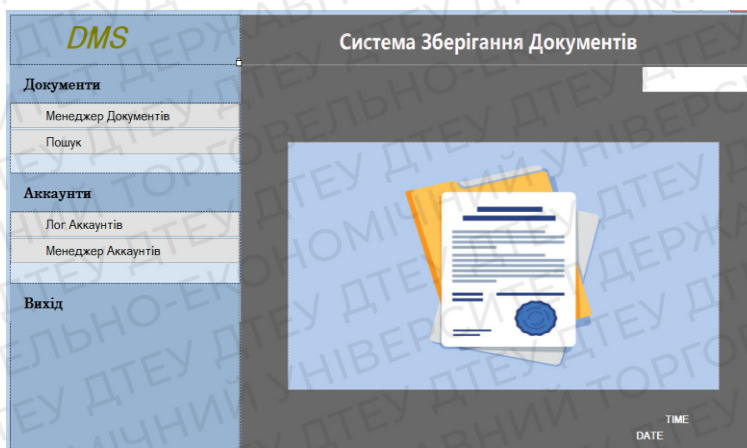 DMS
Система Зберігання Документів
Документи
Менеджер Документів
Пошук
Аккаунти
Лог Аккаунтів
Менеджер Аккаунтів
Вихід
TIME
DATE